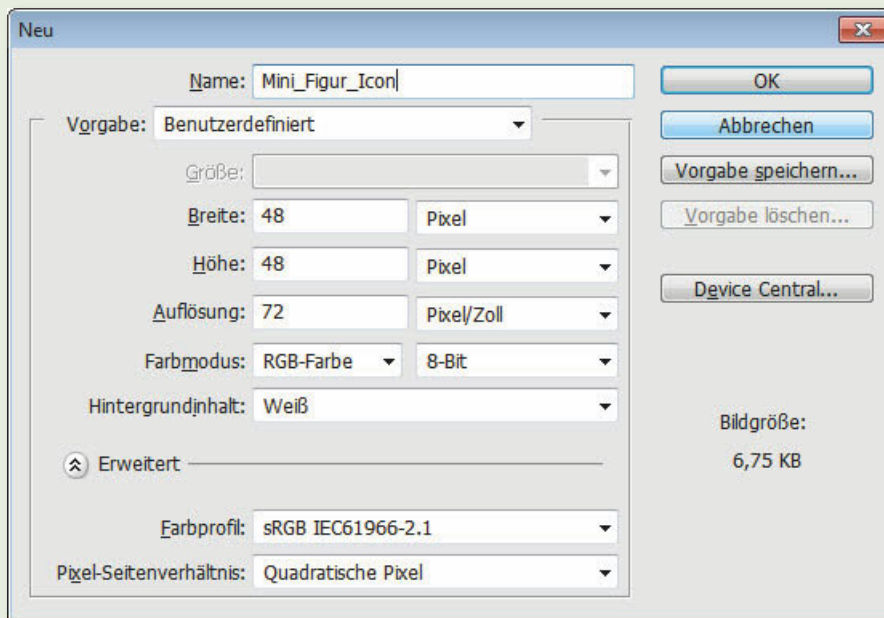 Neu
Name: Mini_Figur_Icon
OK
Vorgabe: Benutzerdefiniert
Abbrechen
Größe:
Vorgabe speichern...
Breite: 48 Pixel
Vorgabe löschen...
Höhe: 48 Pixel
Device Central...
Auflösung: 72 Pixel/Zoll
Farbmodus: RGB-Farbe 8-Bit
Hintergrundinhalt: Weiß
Bildgröße:
6,75 KB
Erweitert
Farbprofil: sRGB IEC61966-2.1
Pixel-Seitenverhältnis: Quadratische Pixel